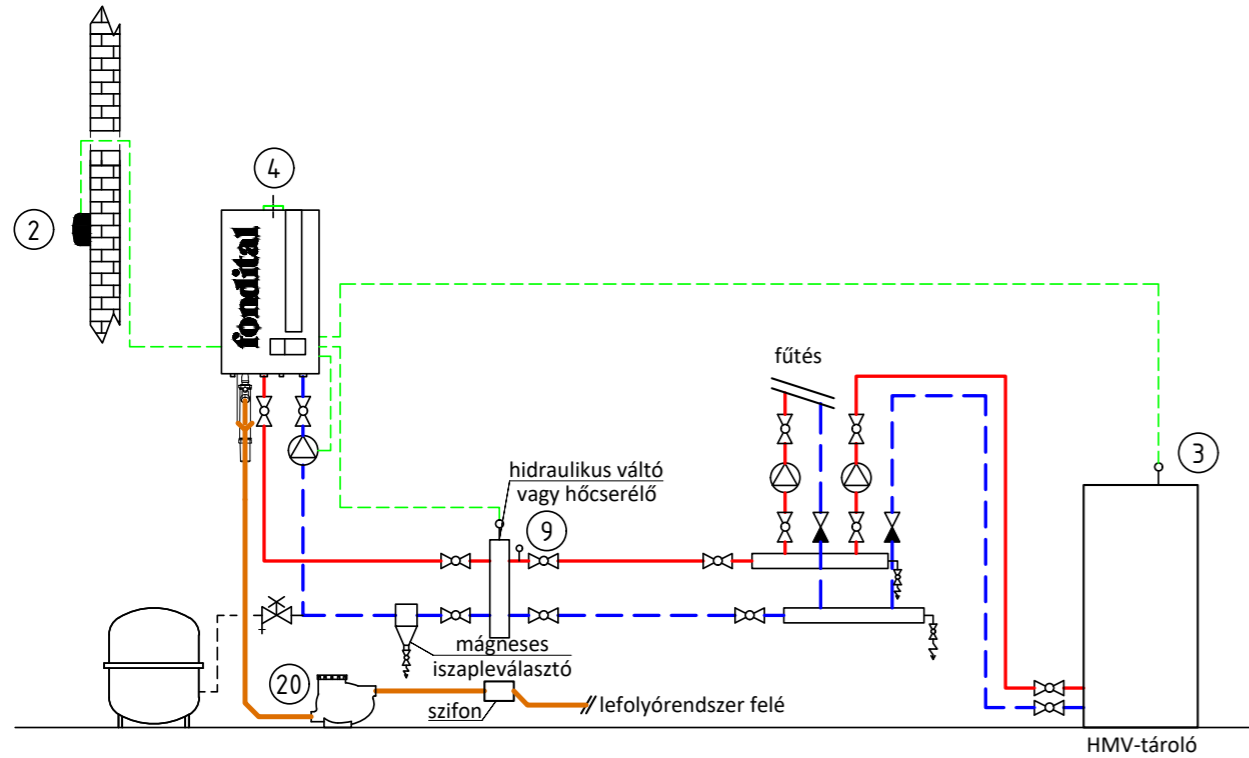 4
2
fondital
fűtés
3
hidraulikus váltó
vagy hőcserélő
9
mágneses
iszapleválasztó
20
szifon
lefolyórendszer felé
HMV-tároló